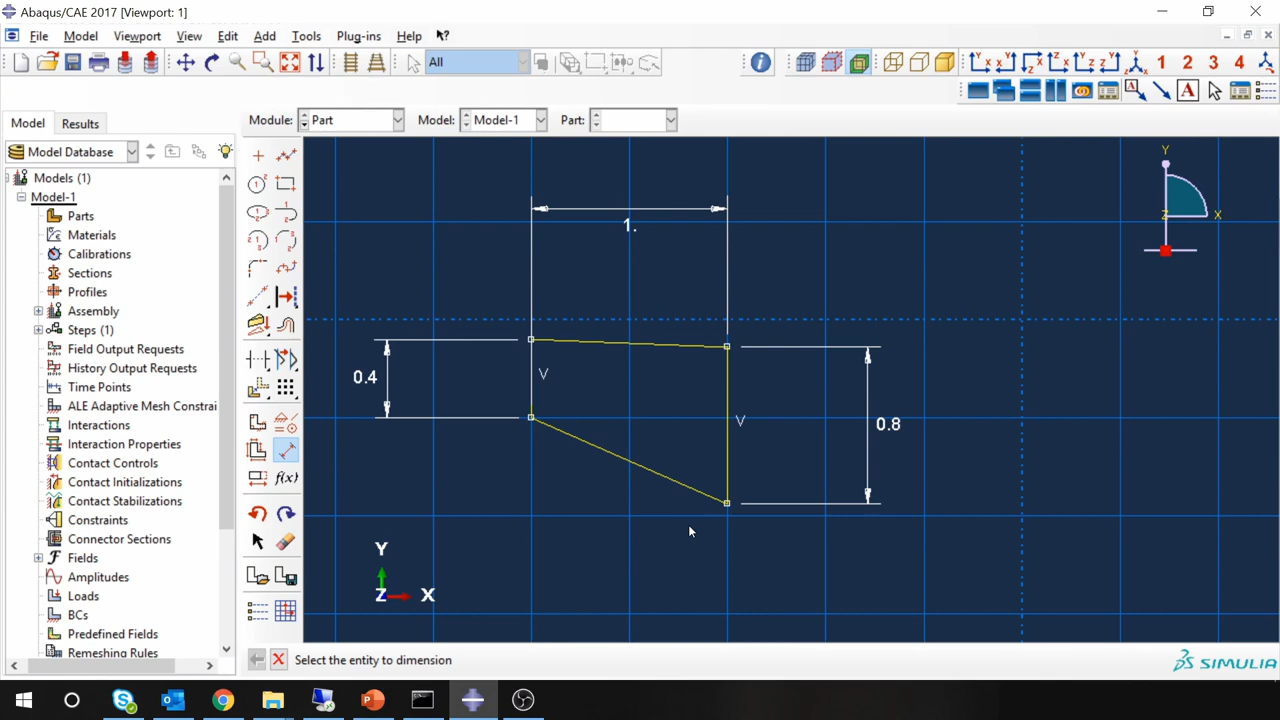 Abaqus/CAE 2017 [Viewport: 1]
File Model Viewport View Edit Add Tools Plug-ins Help
All
1 2 3 4
A
Model Results
Module: Part Model: Model-1 Part:
Model Database
Models (1)
Model-1
Parts
Materials
Calibrations
Sections
Profiles
Assembly
Steps (1)
Field Output Requests
History Output Requests
Time Points
ALE Adaptive Mesh Constrai
Interactions
Interaction Properties
Contact Controls
Contact Initializations
Contact Stabilizations
Constraints
Connector Sections
Fields
Amplitudes
Loads
BCs
Predefined Fields
Remeshing Rules
f(x)
Y
Z X
1.
0.4
V
V
0.8
Y
Z X
Select the entity to dimension
SIMULIA